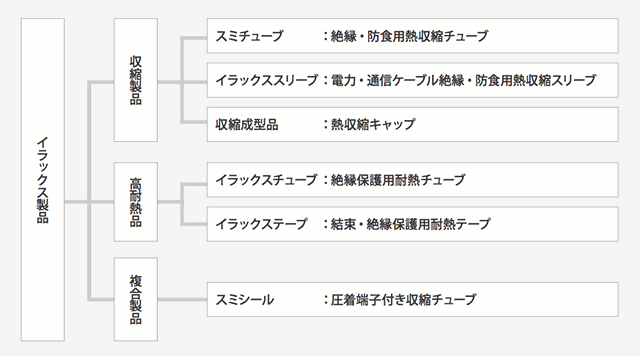 イラックス製品
収縮製品
スミチューブ ：絶縁・防食用熱収縮チューブ
イラックススリーブ：電力・通信ケーブル絶縁・防食用熱収縮スリーブ
収縮成型品 ：熱収縮キャップ
高耐熱品
イラックスチューブ：絶縁保護用耐熱チューブ
イラックステープ ：結束・絶縁保護用耐熱テープ
複合製品
スミシール ：圧着端子付き収縮チューブ